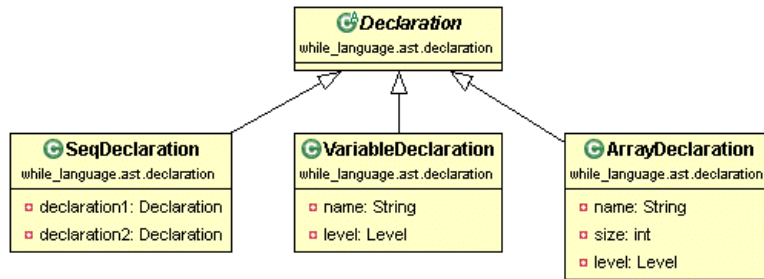 Declaration
while_language.ast.declaration
SeqDeclaration
while_language.ast.declaration
declaration1: Declaration
declaration2: Declaration
VariableDeclaration
while_language.ast.declaration
name: String
level: Level
ArrayDeclaration
while_language.ast.declaration
name: String
size: int
level: Level